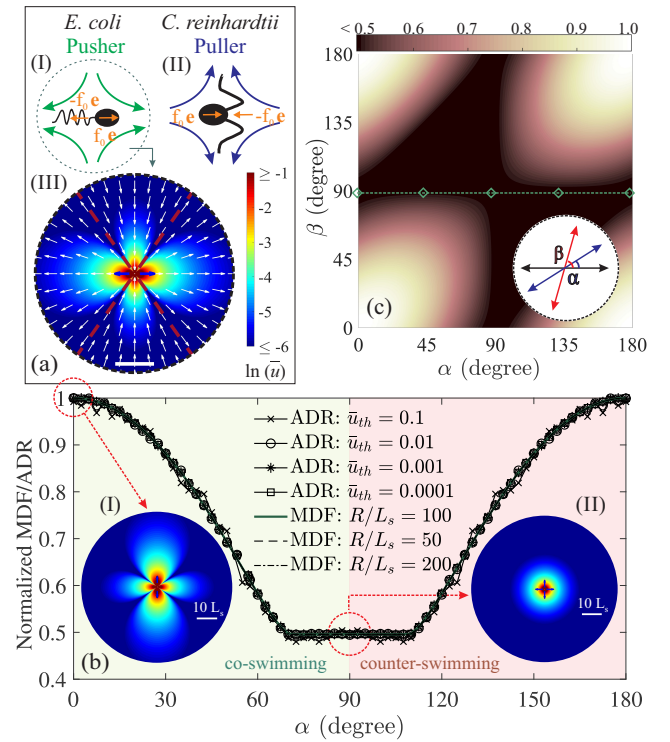 E. coli
Pusher
C. reinhardtii
Puller
(I)
(II)
-f₀e
f₀e
f₀e
-f₀e
(III)
≥ -1
-2
-3
-4
-5
≤ -6
ln (ū)
(a)
< 0.5 0.6 0.7 0.8 0.9 1.0
180
135
90
45
0
β (degree)
β
α
(c)
0 45 90 135 180
α (degree)
1
0.9
0.8
0.7
0.6
0.5
0.4
Normalized MDF/ADR
ADR: ū_th = 0.1
ADR: ū_th = 0.01
ADR: ū_th = 0.001
ADR: ū_th = 0.0001
MDF: R/L_s = 100
MDF: R/L_s = 50
MDF: R/L_s = 200
(I)
10 L_s
(II)
10 L_s
(b)
co-swimming
counter-swimming
0 30 60 90 120 150 180
α (degree)